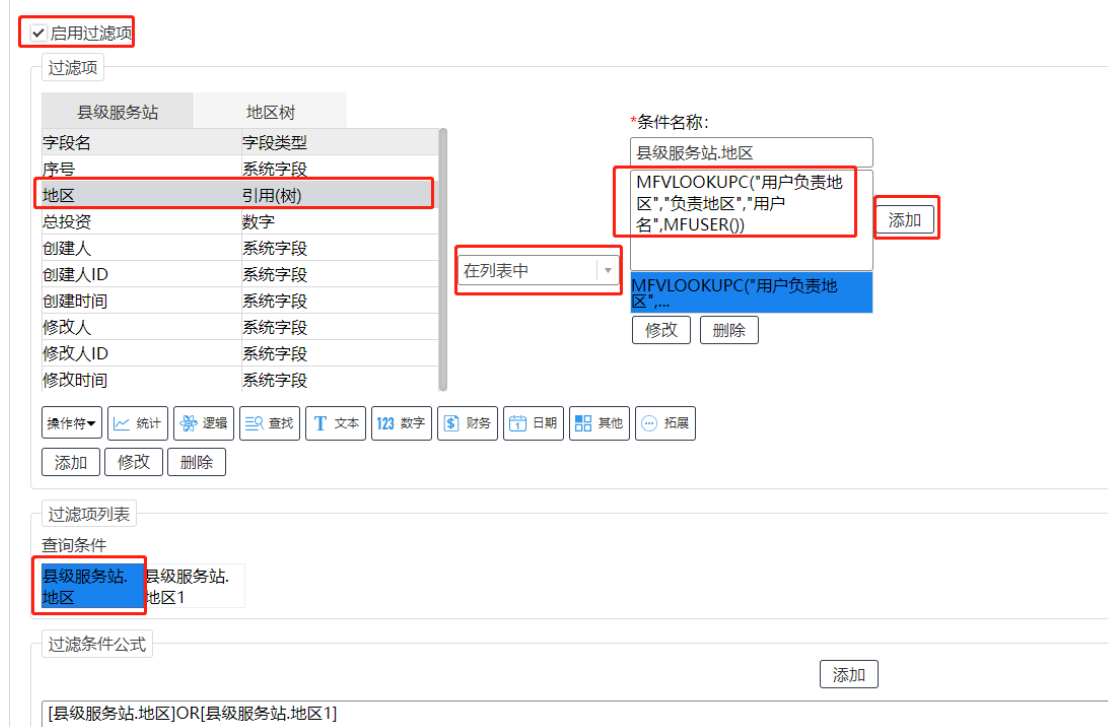 启用过滤项
过滤项
县级服务站 地区树
字段名 字段类型
序号 系统字段
地区 引用(树)
总投资 数字
创建人 系统字段
创建人ID 系统字段
创建时间 系统字段
修改人 系统字段
修改人ID 系统字段
修改时间 系统字段
在列表中
*条件名称:
县级服务站.地区
MFVLOOKUPC("用户负责地
区","负责地区","用户
名",MFUSER())
添加
MFVLOOKUPC("用户负责地
区",...
修改 删除
操作符 统计 逻辑 查找 T 文本 123 数字 财务 日期 其他 拓展
添加 修改 删除
过滤项列表
查询条件
县级服务站.
地区
县级服务站.
地区1
过滤条件公式
添加
[县级服务站.地区]OR[县级服务站.地区1]